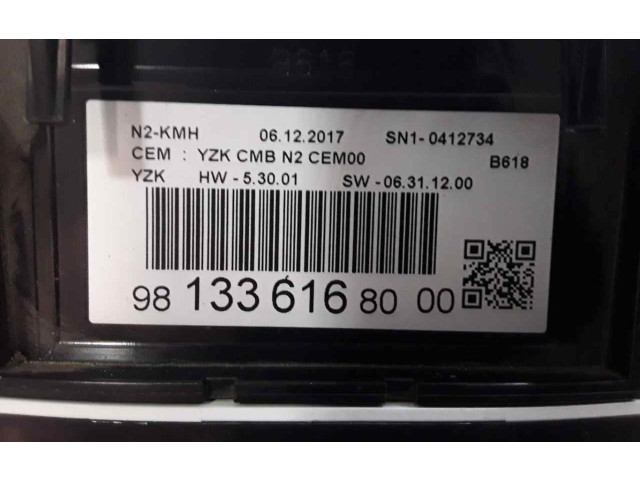 N2-KMH 06.12.2017 SN1-0412734
CEM : YZK CMB N2 CEM00 B618
YZK HW - 5.30.01 SW - 06.31.12.00
98 133 616 80 00